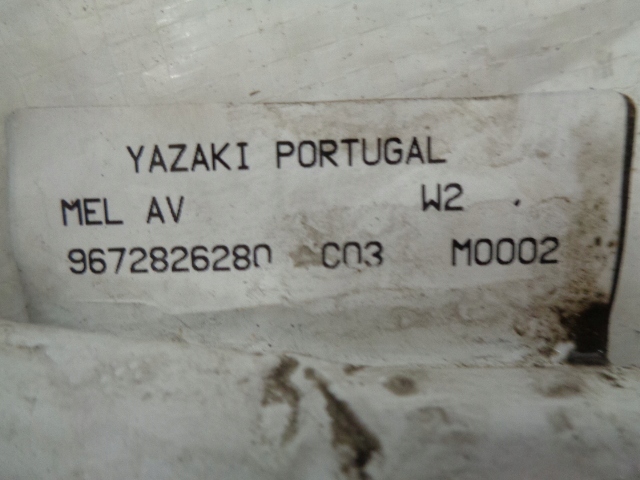 YAZAKI PORTUGAL
MEL AV W2 .
9672826280 C03 M0002